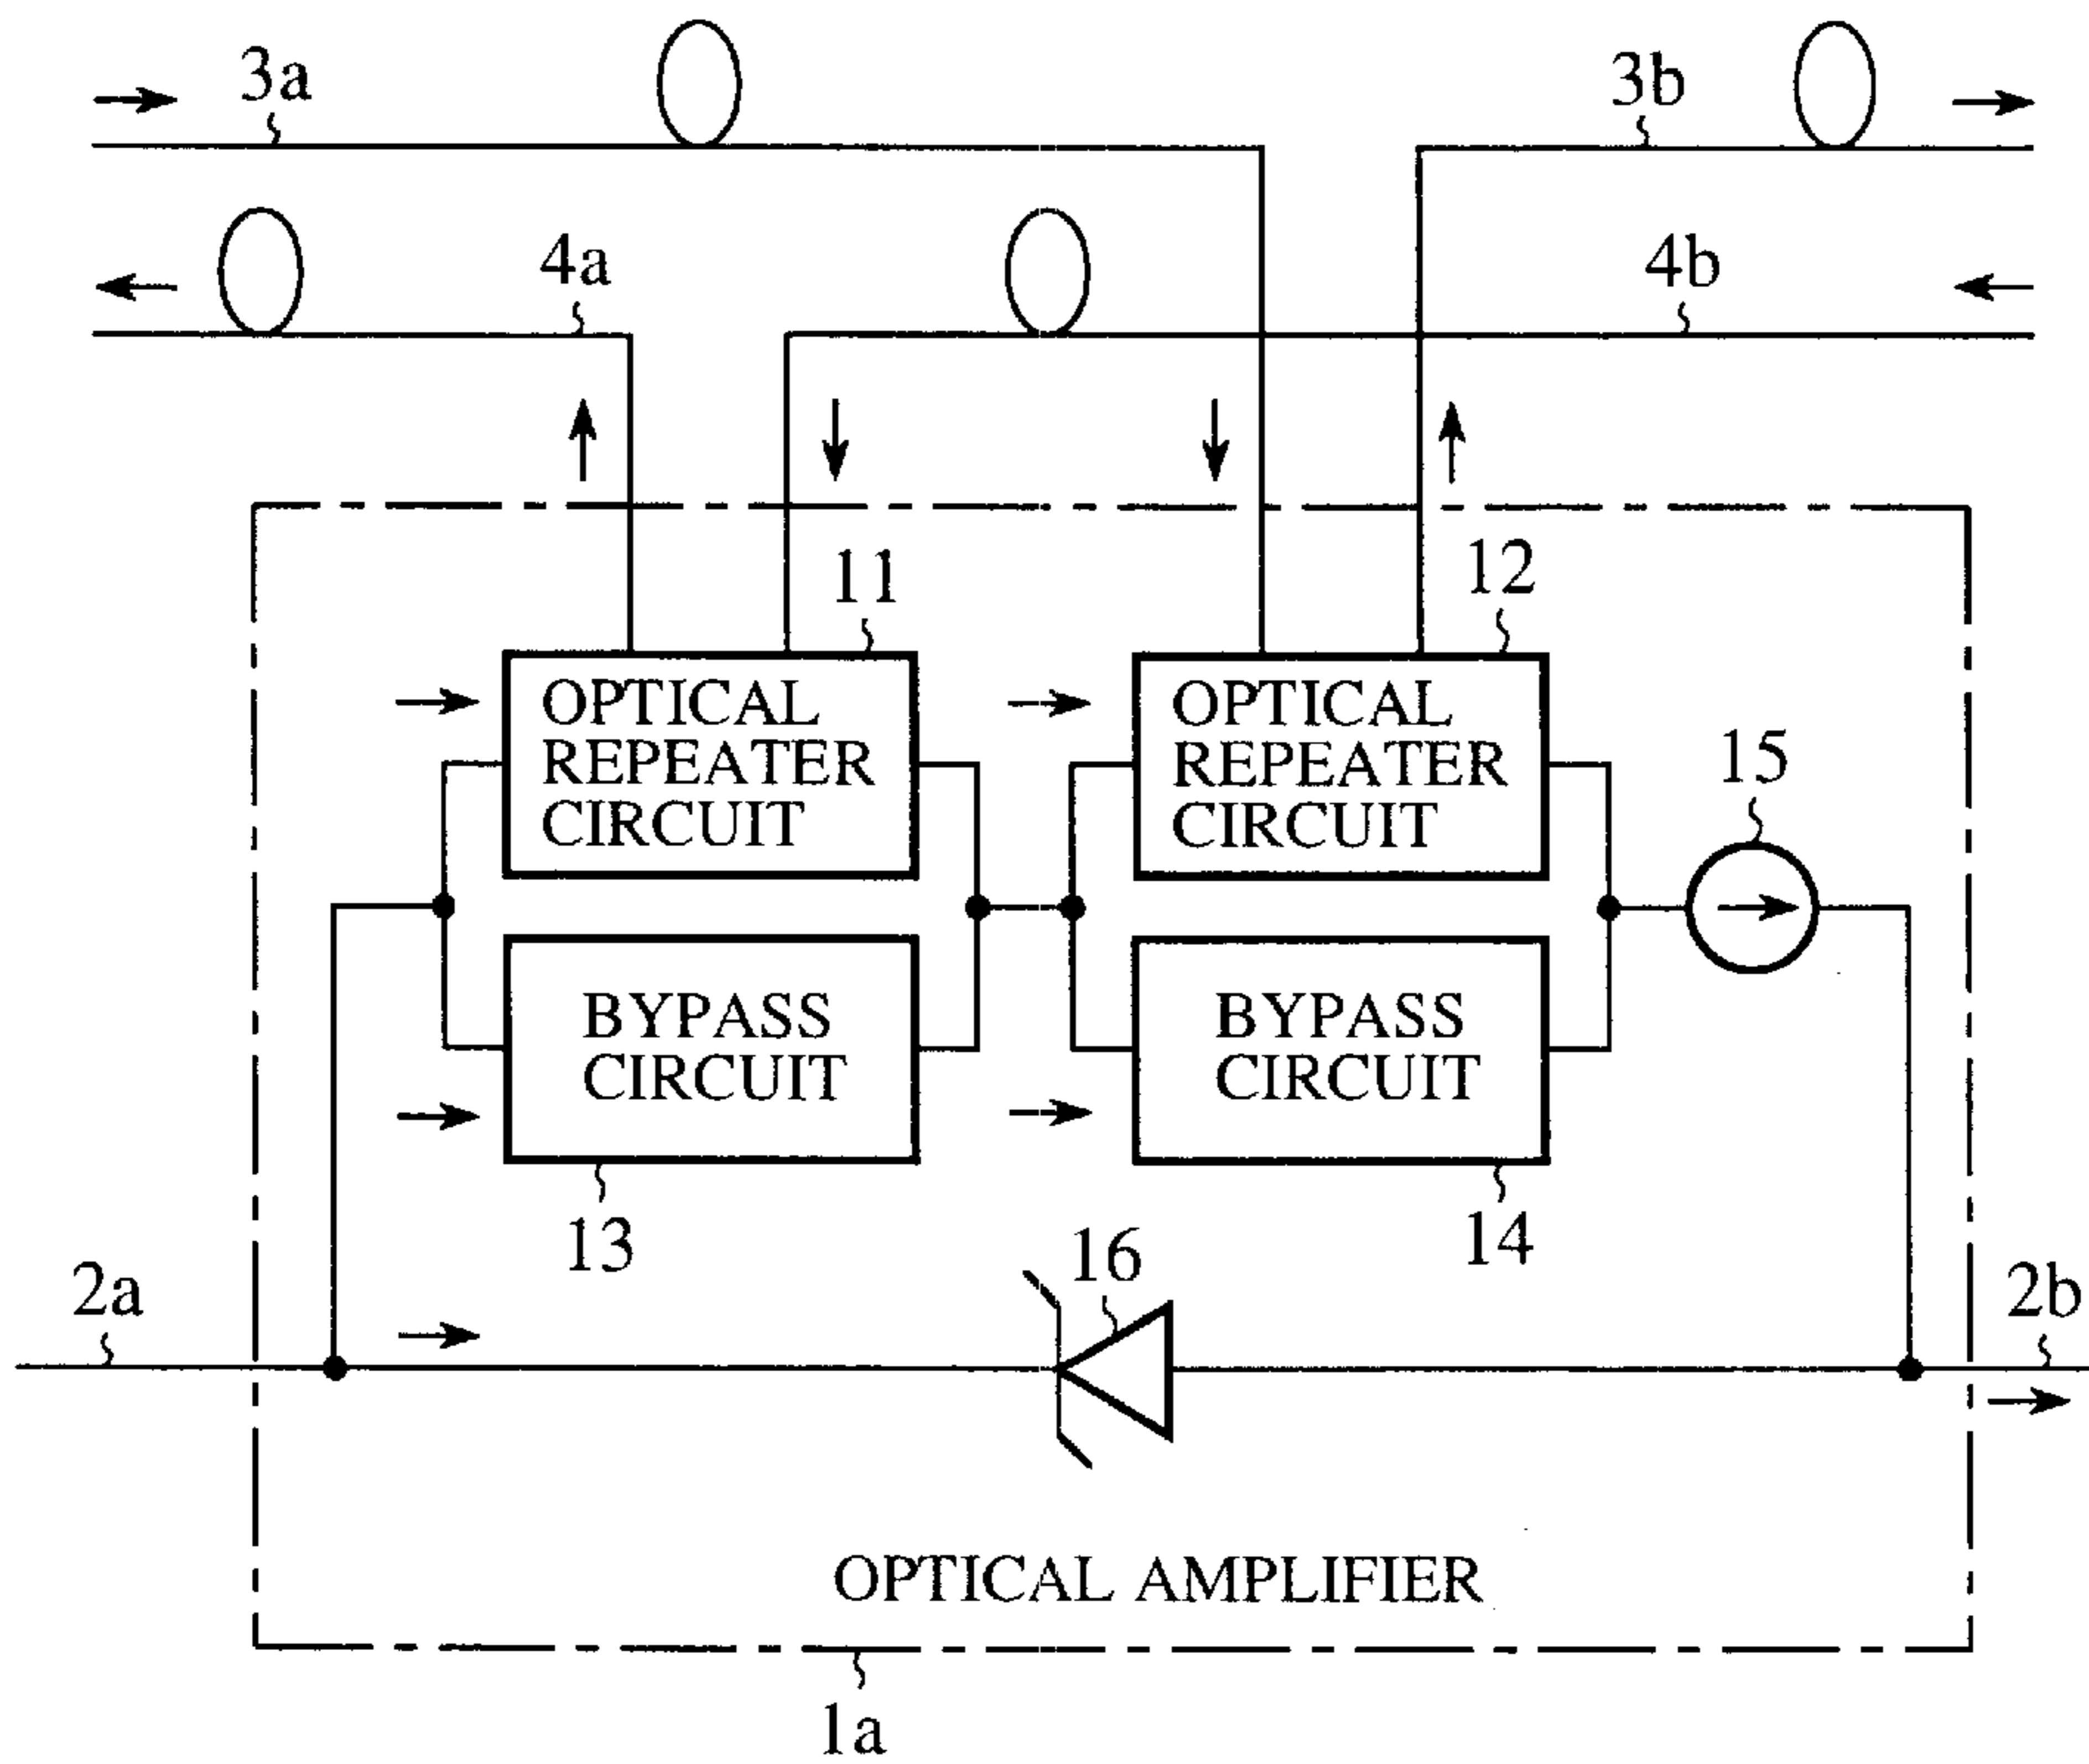 3a
3b
4a
4b
11
12
OPTICAL
REPEATER
CIRCUIT
OPTICAL
REPEATER
CIRCUIT
15
BYPASS
CIRCUIT
BYPASS
CIRCUIT
13
14
16
2a
2b
OPTICAL AMPLIFIER
1a